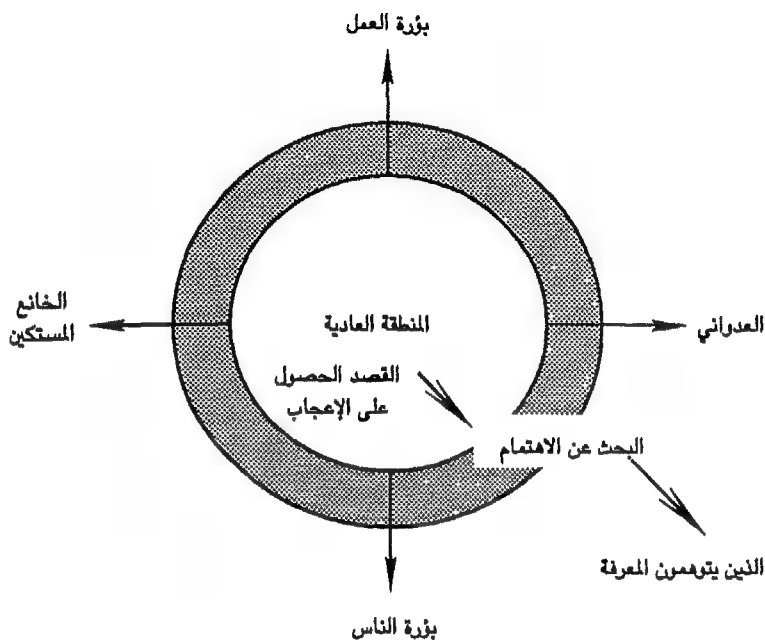 بؤرة العمل
الخانع
المستكين
المنطقة العادية
العدواني
القصد الحصول
على الإعجاب
البحث عن الاهتمام
الذين يتوهمون المعرفة
بؤرة الناس